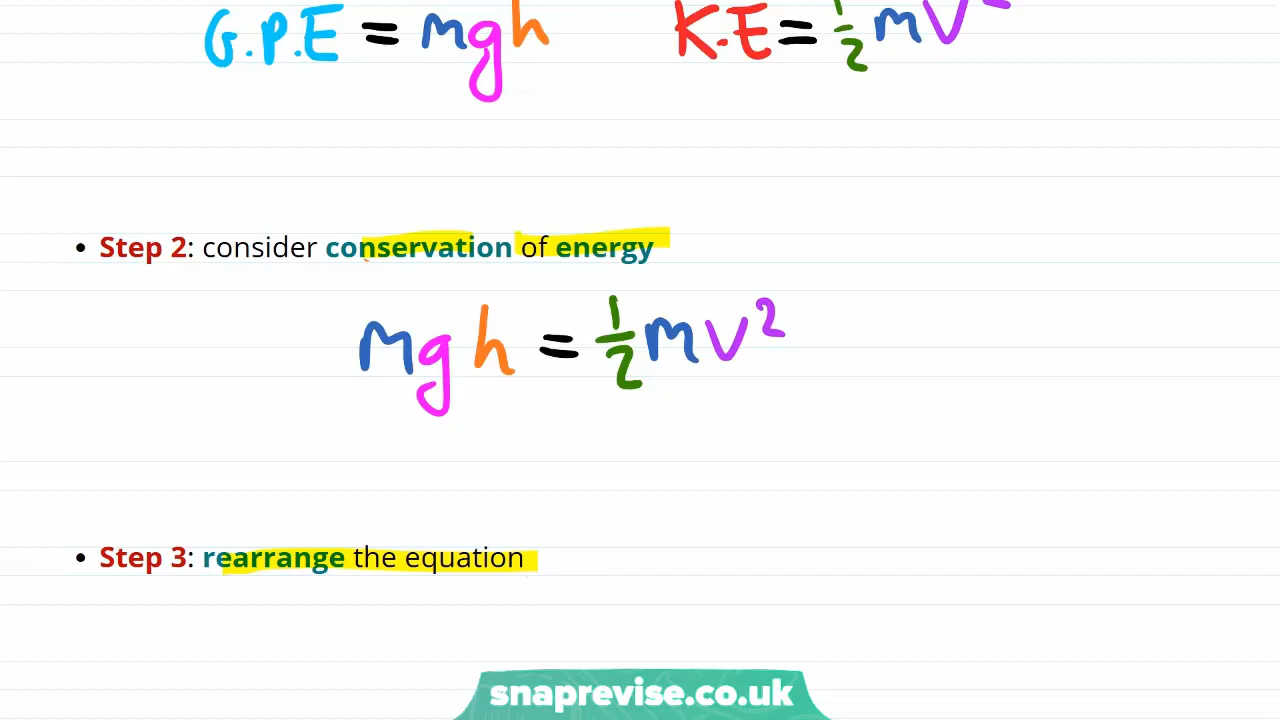 G.P.E = mgh K.E = ½mv²
• Step 2: consider conservation of energy
mgh = ½mv²
• Step 3: rearrange the equation
snaprevise.co.uk